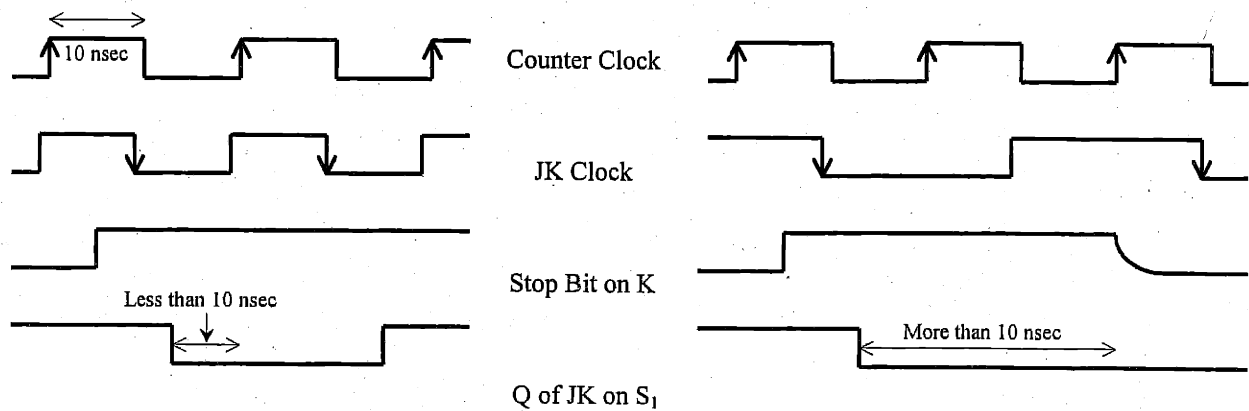 10 nsec
Counter Clock
JK Clock
Stop Bit on K
Less than 10 nsec
More than 10 nsec
Q of JK on S₁